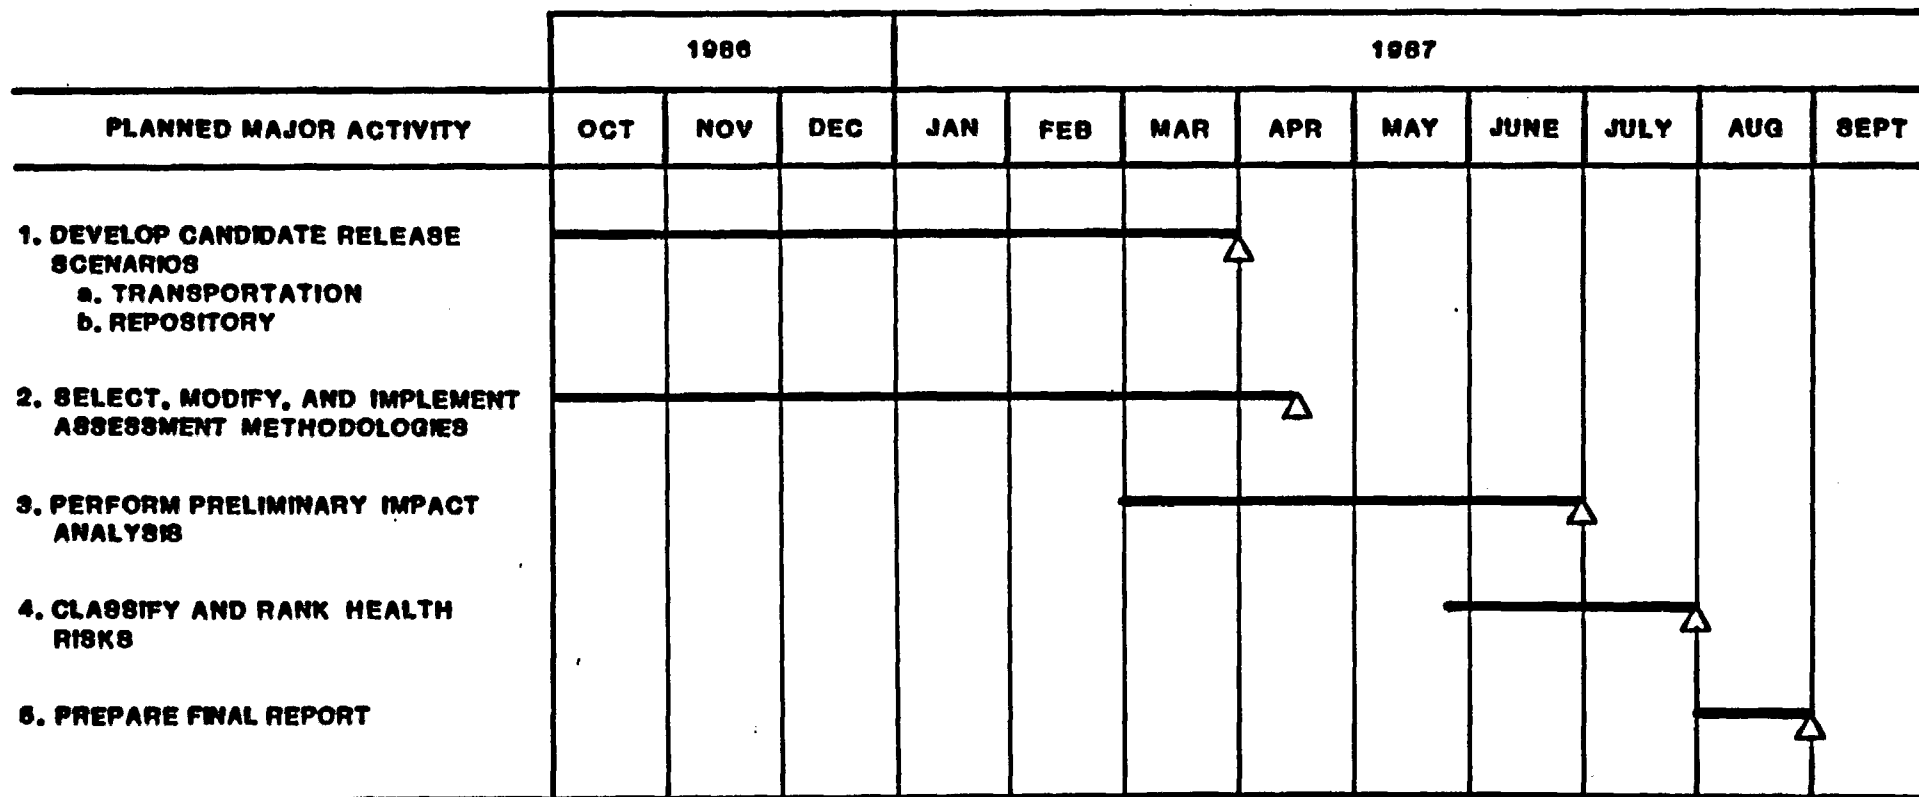 1986 1987
PLANNED MAJOR ACTIVITY OCT NOV DEC JAN FEB MAR APR MAY JUNE JULY AUG SEPT
1. DEVELOP CANDIDATE RELEASE
SCENARIOS
a. TRANSPORTATION
b. REPOSITORY
2. SELECT, MODIFY, AND IMPLEMENT
ASSESSMENT METHODOLOGIES
3. PERFORM PRELIMINARY IMPACT
ANALYSIS
4. CLASSIFY AND RANK HEALTH
RISKS
5. PREPARE FINAL REPORT